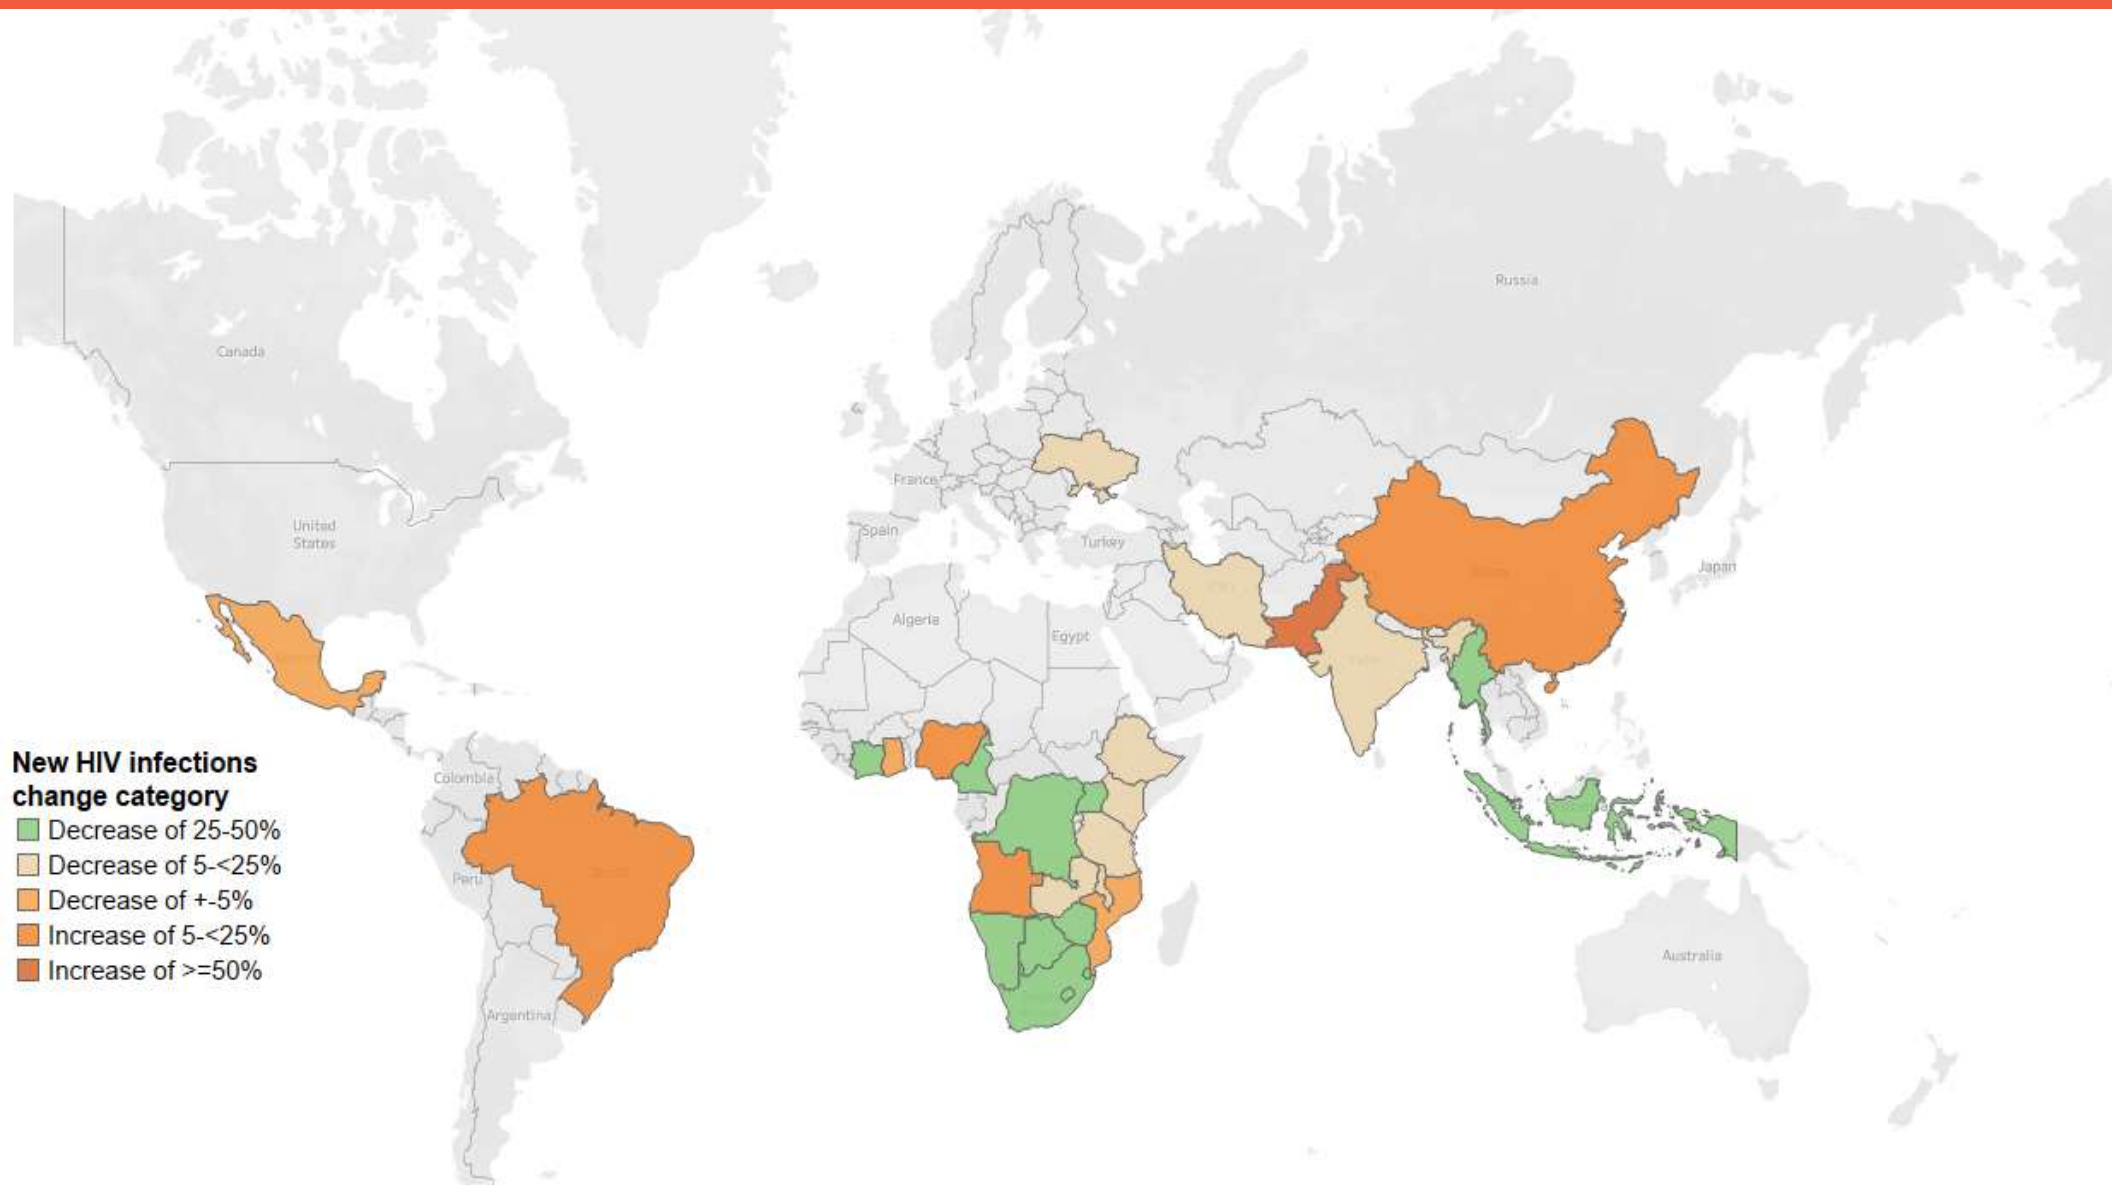 Russia
Canada
France
United
States
Spain
Turkey
Japan
Algeria
Egypt
New HIV infections
change category
Decrease of 25-50%
Decrease of 5-<25%
Decrease of +-5%
Increase of 5-<25%
Increase of >=50%
Colombia
Peru
Argentina
Australia